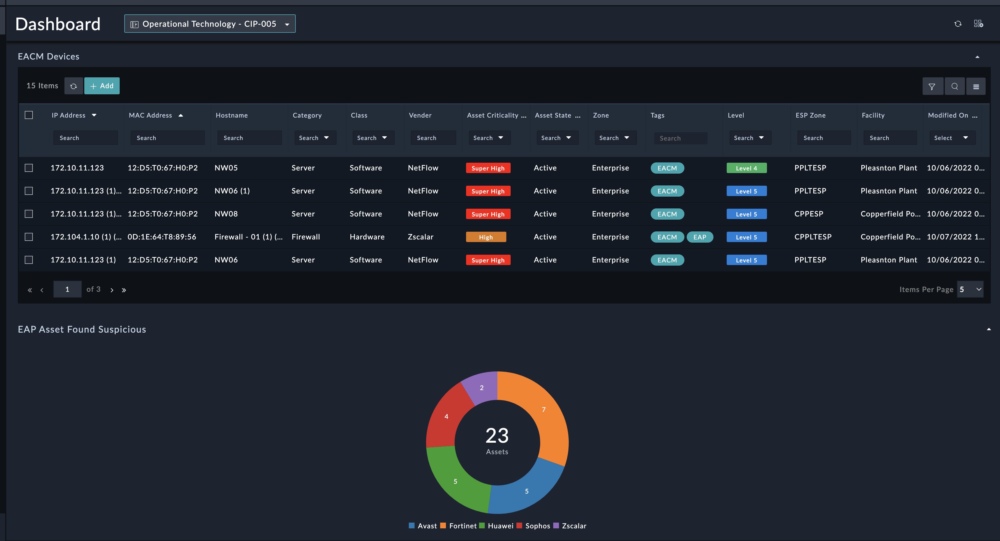 Dashboard Operational Technology - CIP-005
EACM Devices
15 Items + Add
IP Address MAC Address Hostname Category Class Vender Asset Criticality ... Asset State ... Zone Tags Level ESP Zone Facility Modified On ...
Search Search Search Search Search Search Search Search Search Search Search Search Search Select
172.10.11.123 12:D5:T0:67:H0:P2 NW05 Server Software NetFlow Super High Active Enterprise EACM Level 4 PPLTESP Pleasnton Plant 10/06/2022 0...
172.10.11.123 (1)... 12:D5:T0:67:H0:P2 NW06 (1) Server Software NetFlow Super High Active Enterprise EACM Level 5 PPLTESP Pleasnton Plant 10/06/2022 0...
172.10.11.123 (1)... 12:D5:T0:67:H0:P2 NW08 Server Software NetFlow Super High Active Enterprise EACM Level 5 CPPESP Copperfield Po... 10/06/2022 0...
172.104.1.10 (1) (... 0D:1E:64:T8:89:56 Firewall - 01 (1) (... Firewall Hardware Zscalar High Active Enterprise EACM EAP Level 5 CPPLTESP Copperfield Po... 10/07/2022 1...
172.10.11.123 (1) 12:D5:T0:67:H0:P2 NW06 Server Software NetFlow Super High Active Enterprise EACM Level 5 PPLTESP Pleasnton Plant 10/06/2022 0...
« ‹ 1 of 3 › » Items Per Page 5
EAP Asset Found Suspicious
2
7
4
23
Assets
5
5
Avast Fortinet Huawei Sophos Zscalar